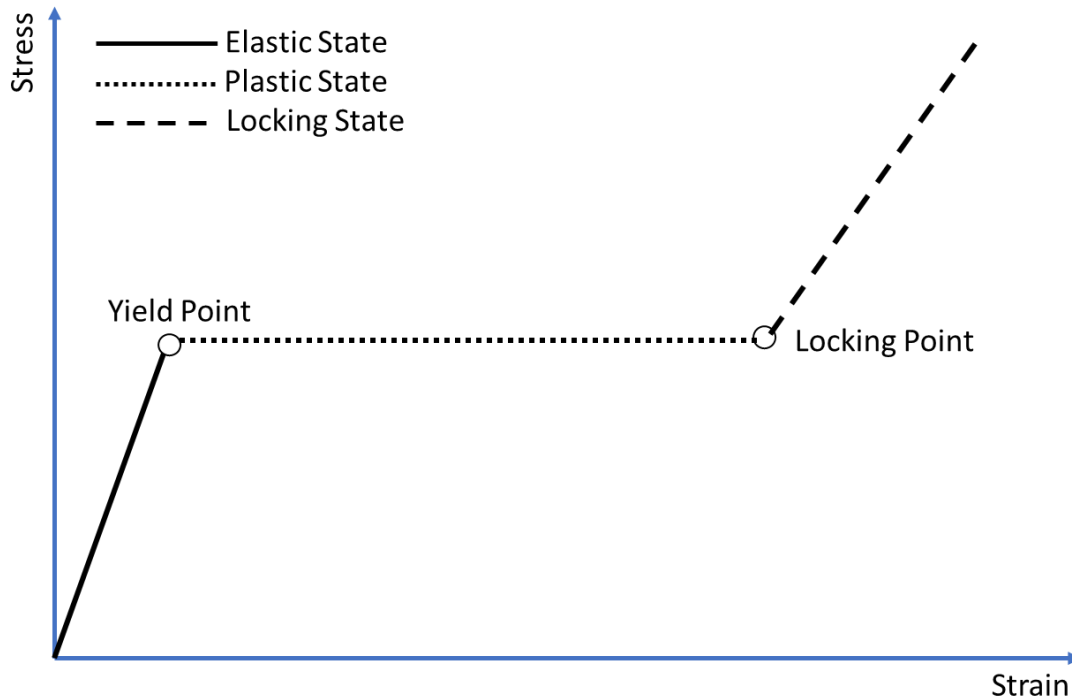 Stress
Elastic State
Plastic State
Locking State
Yield Point
Locking Point
Strain